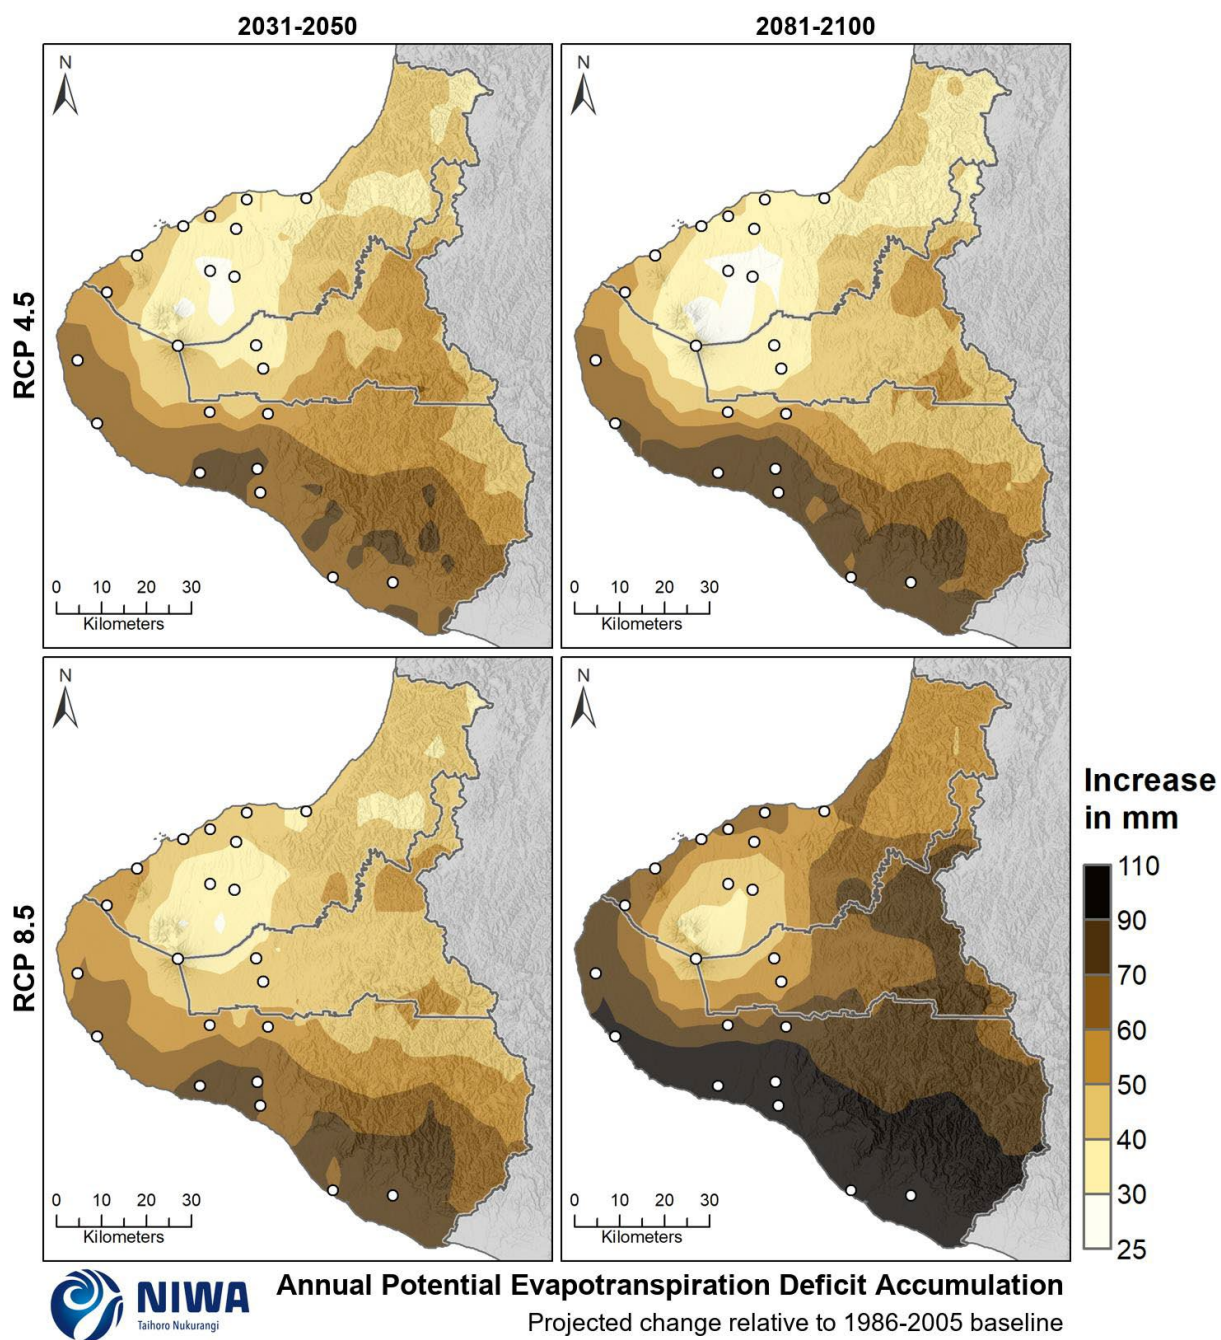 2031-2050
2081-2100
RCP 4.5
N
0 10 20 30
Kilometers
N
0 10 20 30
Kilometers
RCP 8.5
N
0 10 20 30
Kilometers
N
0 10 20 30
Kilometers
Increase
in mm
110
90
70
60
50
40
30
25
NIWA
Taihoro Nukurangi
Annual Potential Evapotranspiration Deficit Accumulation
Projected change relative to 1986-2005 baseline